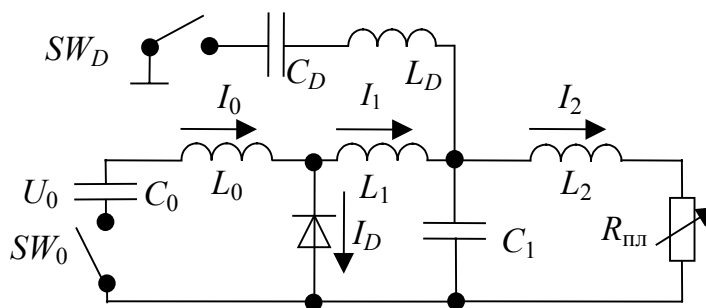 SW_D
C_D
L_D
I_0
I_1
I_2
L_0
L_1
L_2
U_0
C_0
SW_0
I_D
C_1
R_пл